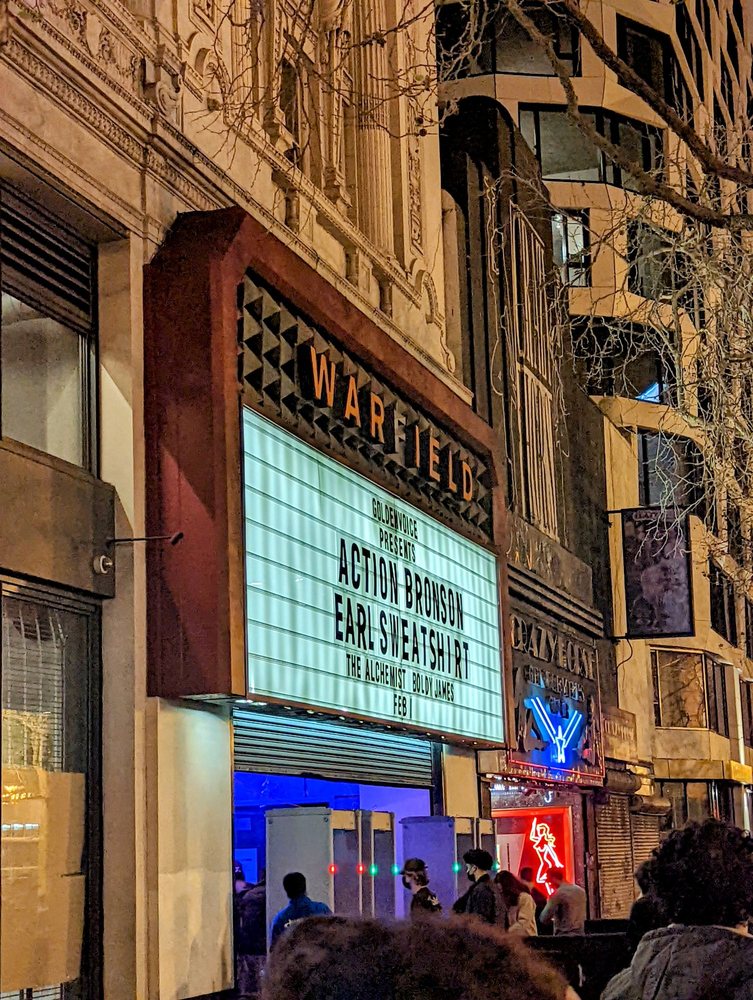 WARFIELD
GOLDENVOICE
PRESENTS
ACTION BRONSON
EARL SWEATSHIRT
THE ALCHEMIST BOLDY JAMES
FEB 1
CRAZY HORSE